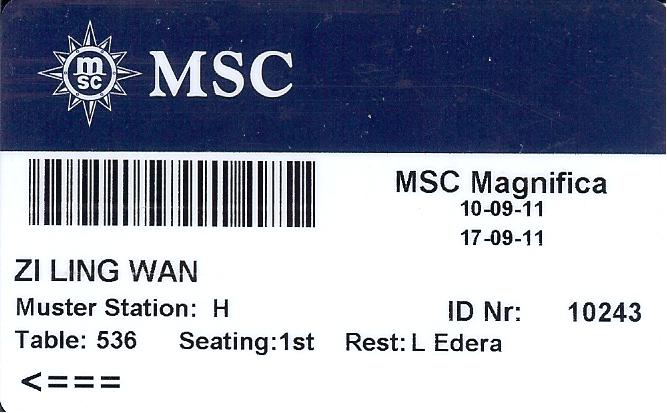 m
sc
MSC
MSC Magnifica
10-09-11
17-09-11
ZI LING WAN
Muster Station: H
ID Nr: 10243
Table: 536 Seating:1st Rest: L Edera
<===